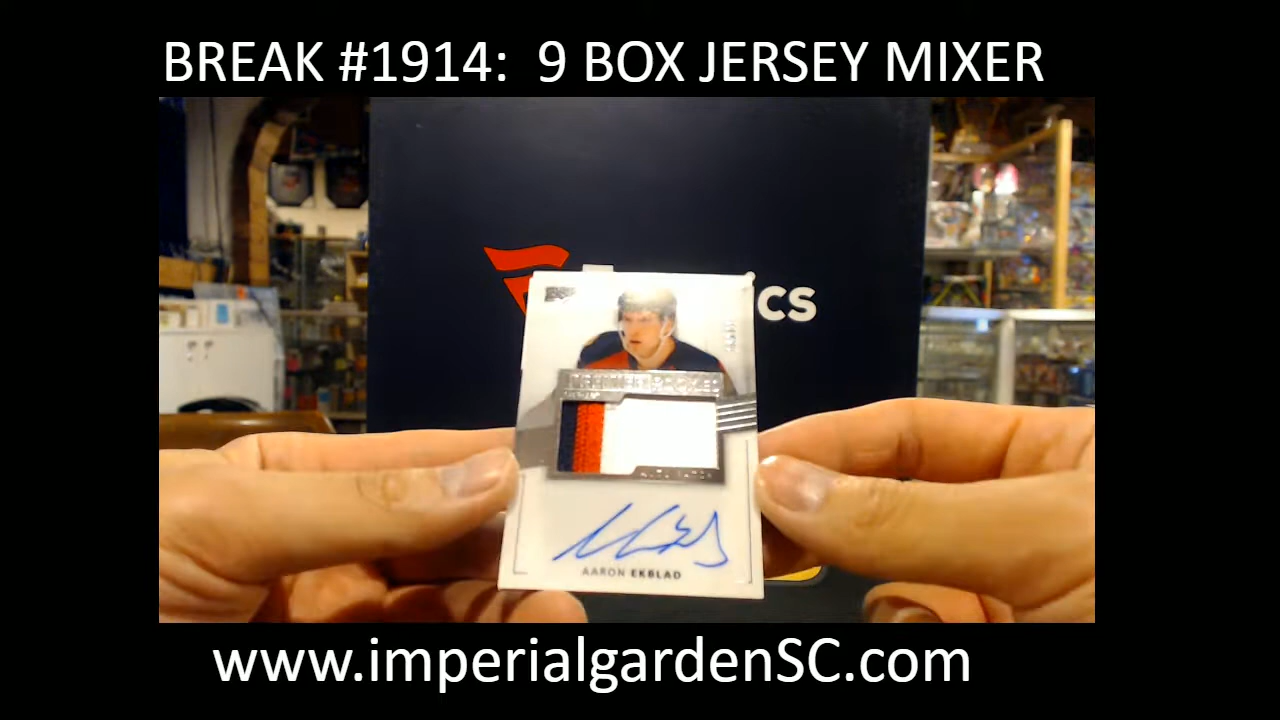 BREAK #1914:  9 BOX JERSEY MIXER
CS
AARON EKBLAD
www.imperialgardenSC.com